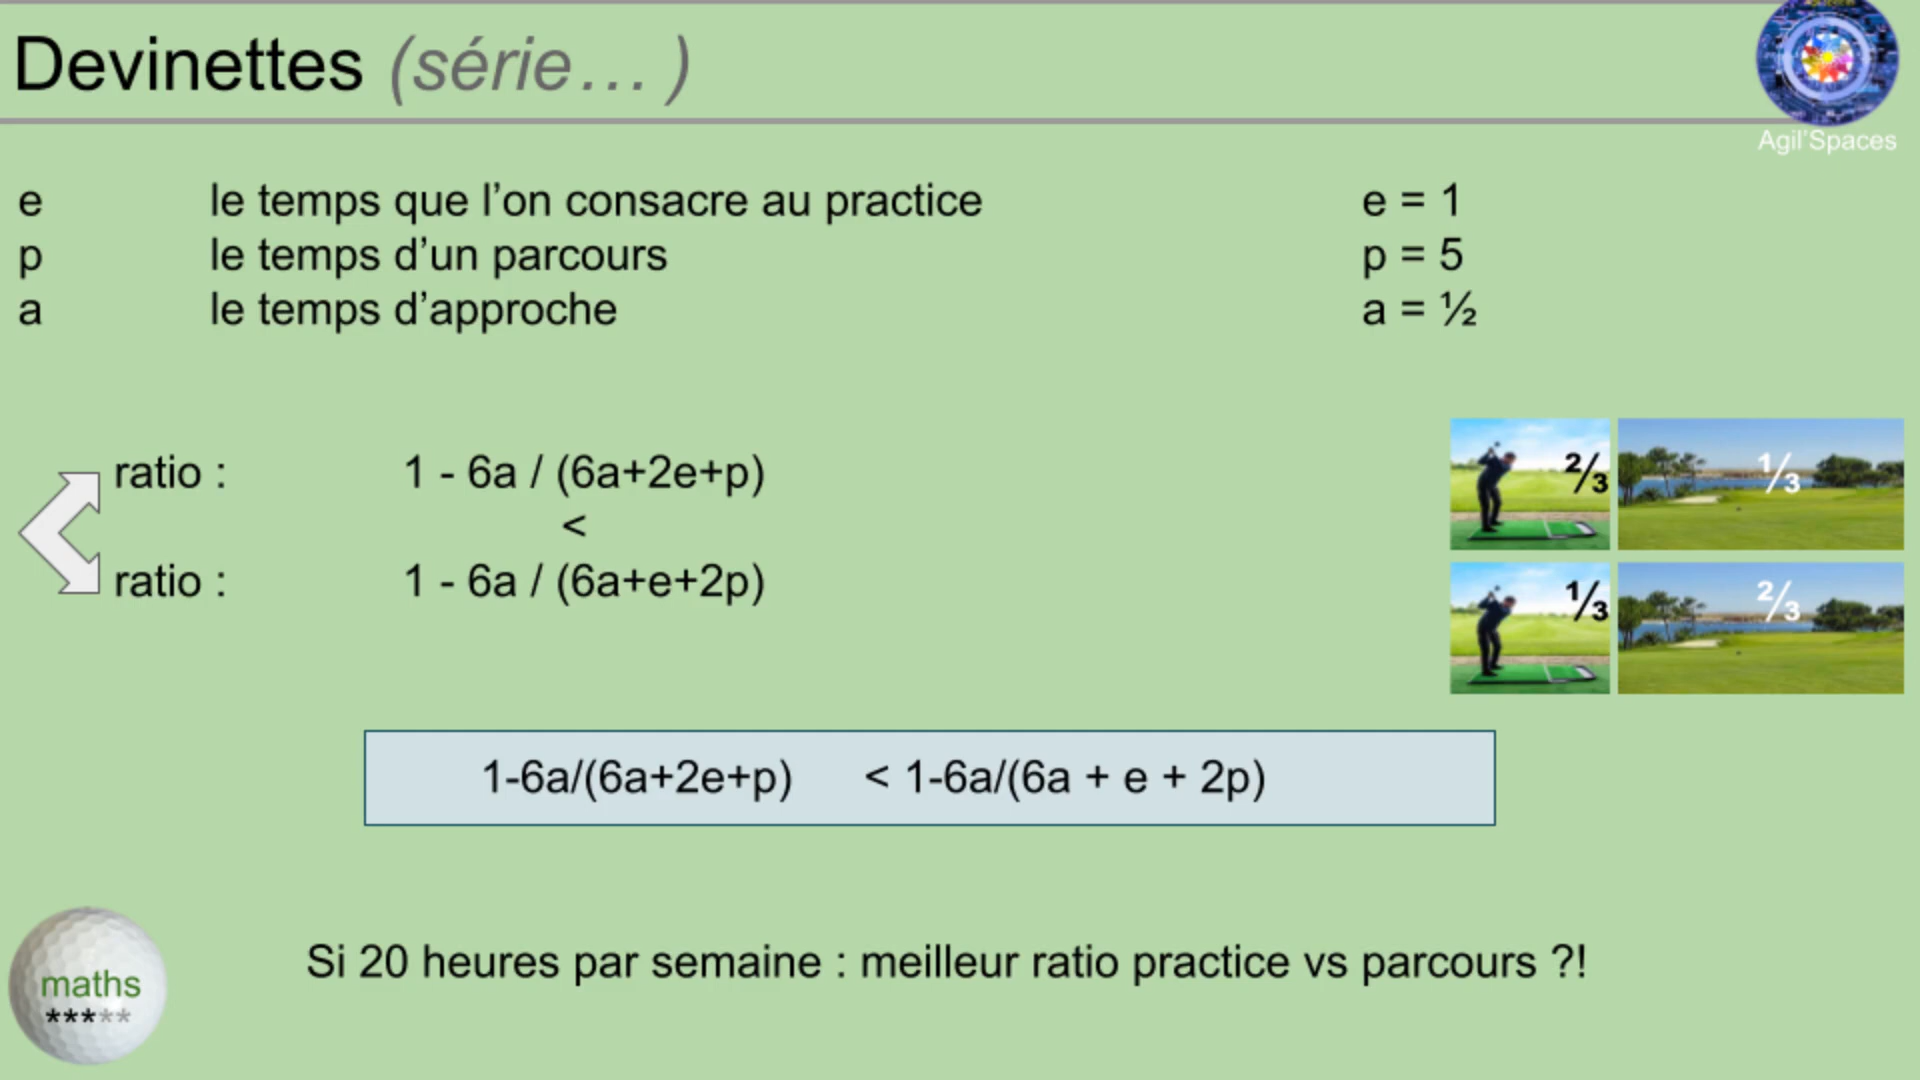 Devinettes (série… )
Agil’Spaces
e le temps que l’on consacre au practice e = 1
p le temps d’un parcours p = 5
a le temps d’approche a = ½
ratio : 1 - 6a / (6a+2e+p) ⅔ ⅓
<
ratio : 1 - 6a / (6a+e+2p) ⅓ ⅔
1-6a/(6a+2e+p) < 1-6a/(6a + e + 2p)
Si 20 heures par semaine : meilleur ratio practice vs parcours ?!
maths
*****